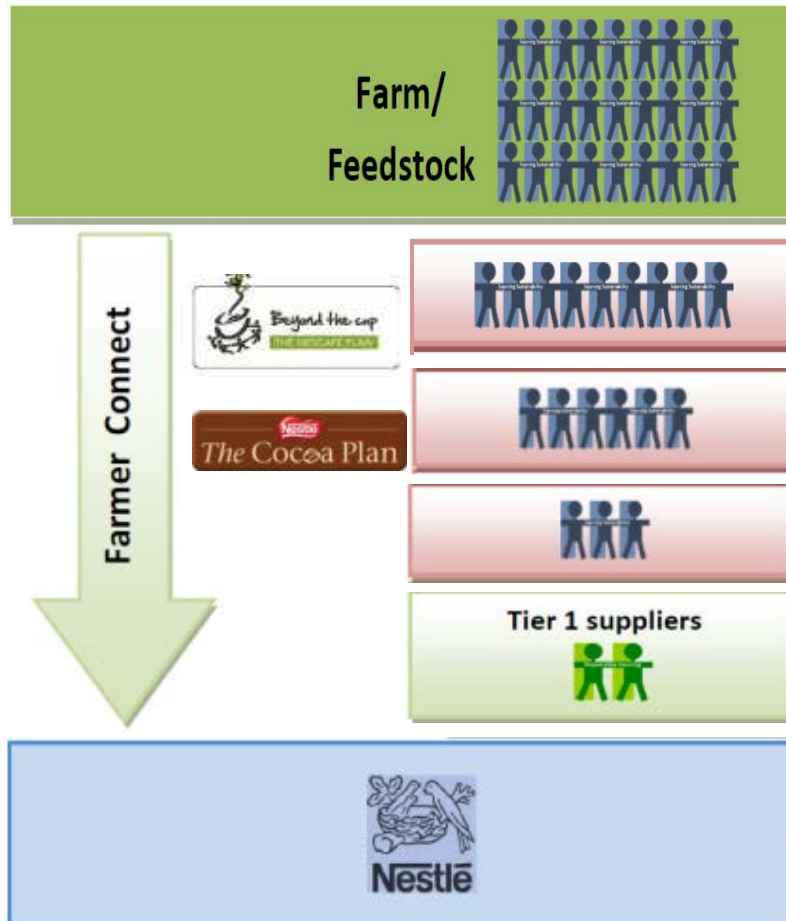 Farm/
Feedstock
Farmer Connect
Beyond the cup
THE NESCAFÉ PLAN
Nestlé
The Cocoa Plan
Tier 1 suppliers
Nestlé